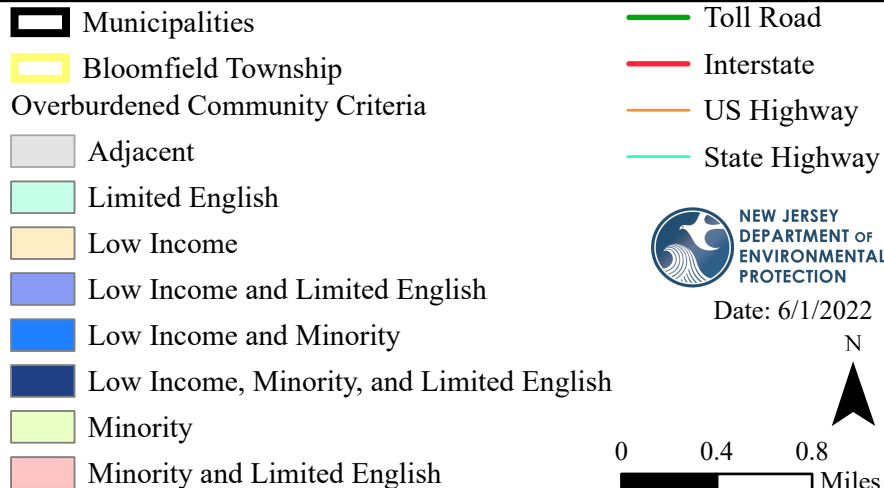 Municipalities
Bloomfield Township
Overburdened Community Criteria
Adjacent
Limited English
Low Income
Low Income and Limited English
Low Income and Minority
Low Income, Minority, and Limited English
Minority
Minority and Limited English
Toll Road
Interstate
US Highway
State Highway
NEW JERSEY
DEPARTMENT OF
ENVIRONMENTAL
PROTECTION
Date: 6/1/2022
N
0 0.4 0.8
Miles